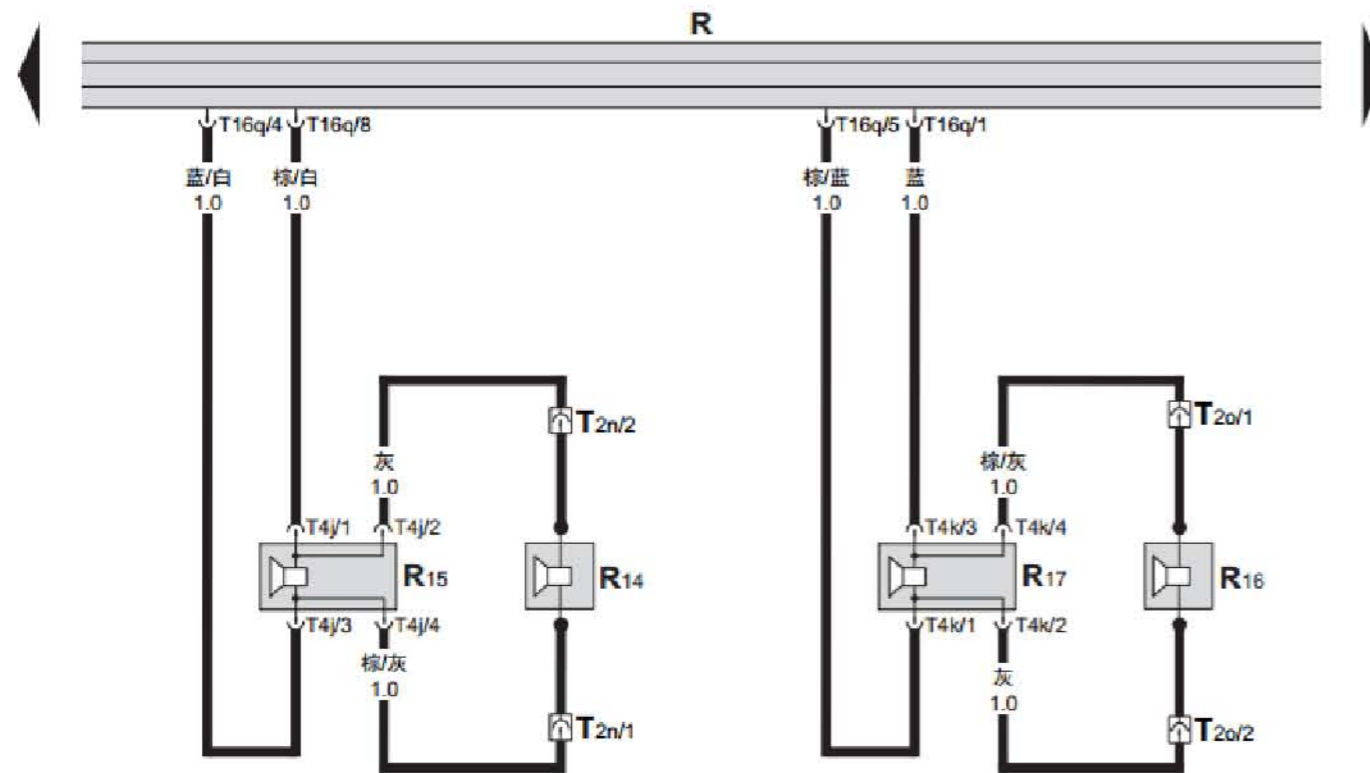 R
T16q/4 T16q/8 T16q/5 T16q/1
蓝/白 棕/白 棕/蓝 蓝
1.0 1.0 1.0 1.0
T2n/2 T2o/1
灰 棕/灰
1.0 1.0
T4j/1 T4j/2 T4k/3 T4k/4
R15 R14 R17 R16
T4j/3 T4j/4 T4k/1 T4k/2
棕/灰 灰
1.0 1.0
T2n/1 T2o/2